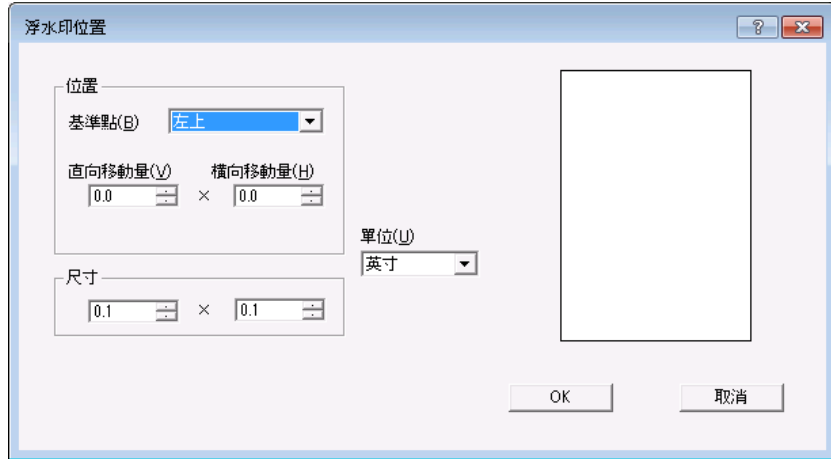 浮水印位置
?
位置
基準點(B) 左上
直向移動量(V) 橫向移動量(H)
0.0 × 0.0
單位(U)
英寸
尺寸
0.1 × 0.1
OK 取消